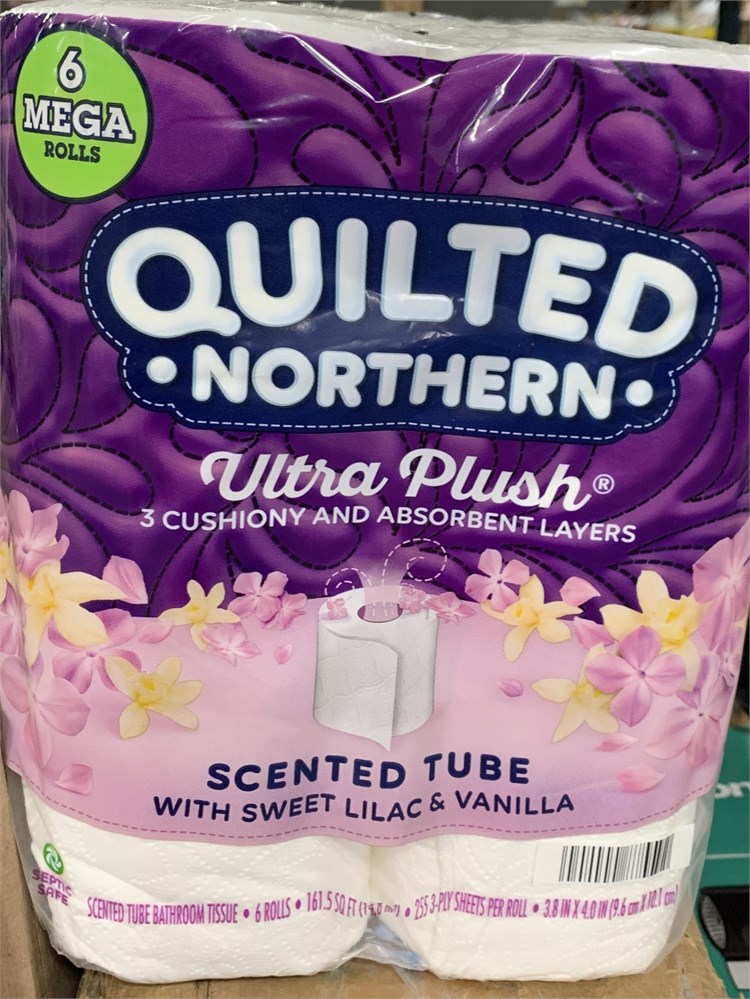 6
MEGA
ROLLS
QUILTED
• NORTHERN •
Ultra Plush®
3 CUSHIONY AND ABSORBENT LAYERS
SCENTED TUBE
WITH SWEET LILAC & VANILLA
SEPTIC
SAFE
SCENTED TUBE BATHROOM TISSUE • 6 ROLLS • 161.5 SQ FT • 255 3-PLY SHEETS PER ROLL • 3.8 IN X 4.0 IN (9.6 cm X 10.1 cm)